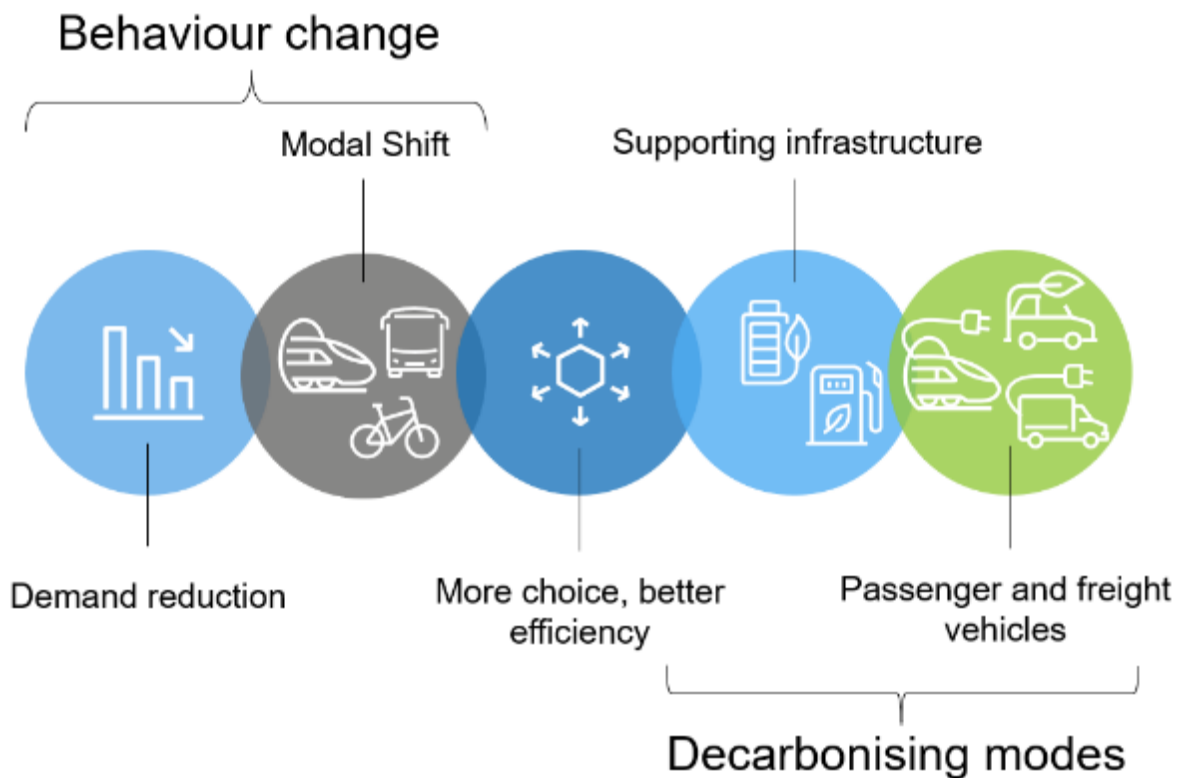 Behaviour change
Modal Shift
Supporting infrastructure
Demand reduction
More choice, better
efficiency
Passenger and freight
vehicles
Decarbonising modes